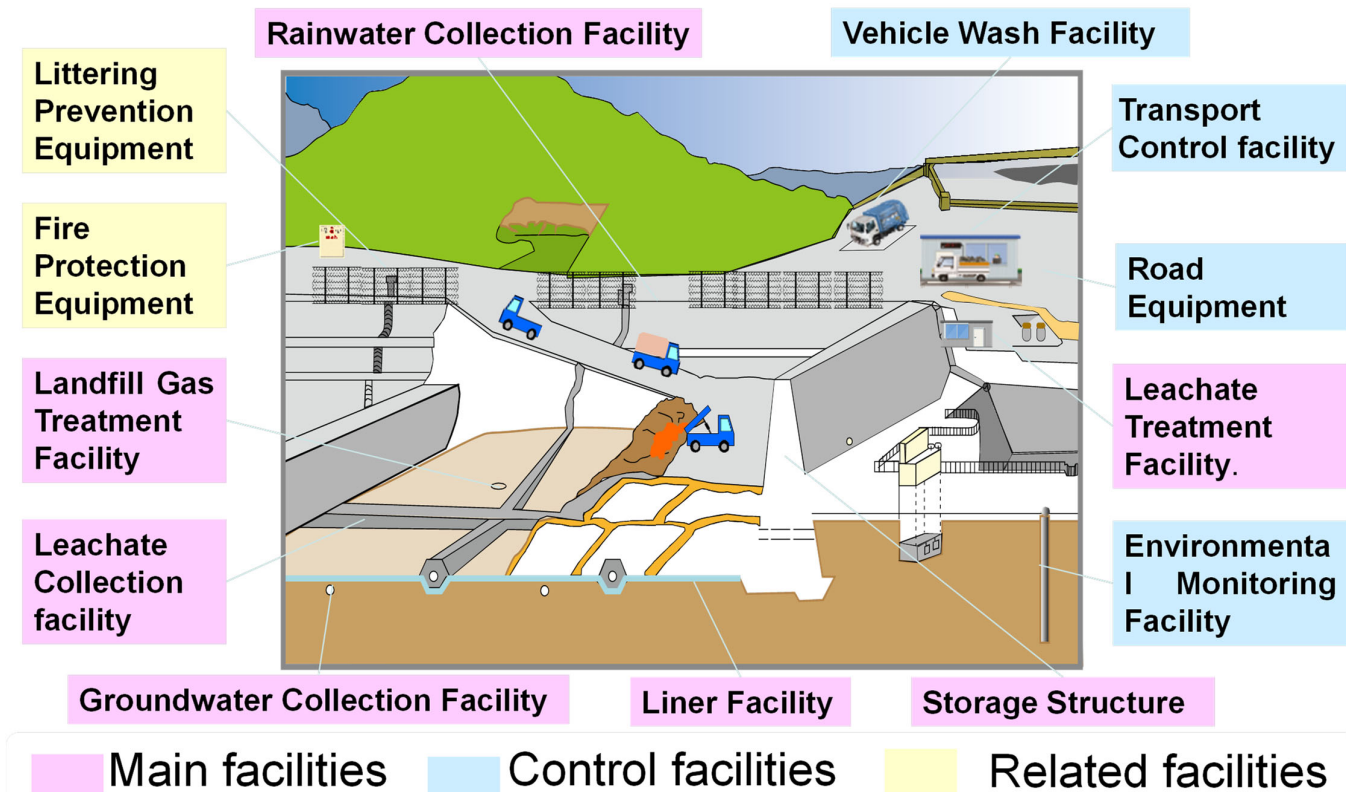 Rainwater Collection Facility
Vehicle Wash Facility
Littering
Prevention
Equipment
Transport
Control facility
Fire
Protection
Equipment
Road
Equipment
Landfill Gas
Treatment
Facility
Leachate
Treatment
Facility.
Leachate
Collection
facility
Environmenta
l Monitoring
Facility
Groundwater Collection Facility
Liner Facility
Storage Structure
Main facilities
Control facilities
Related facilities